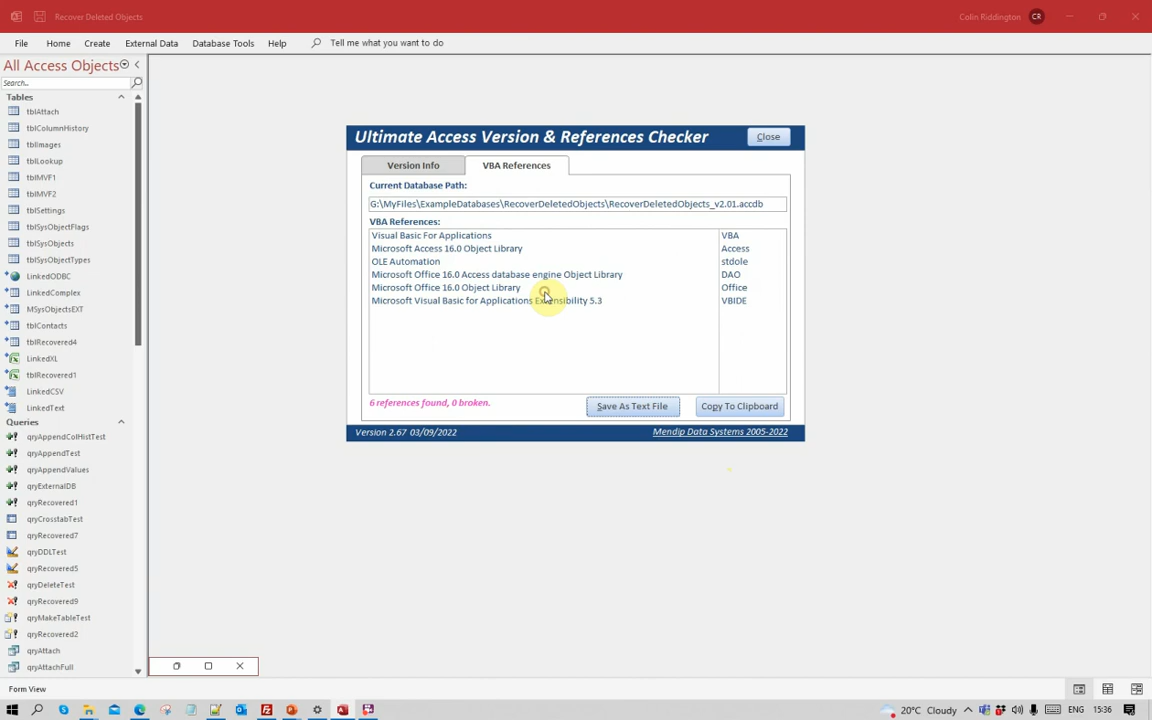 Recover Deleted Objects
Colin Riddington CR
File Home Create External Data Database Tools Help Tell me what you want to do
All Access Objects
Search...
Tables
tblAttach
tblColumnHistory
tblImages
tblLookup
tblMVF1
tblMVF2
tblSettings
tblSysObjectFlags
tblSysObjects
tblSysObjectTypes
LinkedODBC
LinkedComplex
MSysObjectsEXT
tblContacts
tblRecovered4
LinkedXL
tblRecovered1
LinkedCSV
LinkedText
Queries
qryAppendColHistTest
qryAppendTest
qryAppendValues
qryExternalDB
qryRecovered1
qryCrosstabTest
qryRecovered7
qryDDLTest
qryRecovered5
qryDeleteTest
qryRecovered9
qryMakeTableTest
qryRecovered2
qryAttach
qryAttachFull
Ultimate Access Version & References Checker
Close
Version Info VBA References
Current Database Path:
G:\MyFiles\ExampleDatabases\RecoverDeletedObjects\RecoverDeletedObjects_v2.01.accdb
VBA References:
Visual Basic For Applications VBA
Microsoft Access 16.0 Object Library Access
OLE Automation stdole
Microsoft Office 16.0 Access database engine Object Library DAO
Microsoft Office 16.0 Object Library Office
Microsoft Visual Basic for Applications Extensibility 5.3 VBIDE
6 references found, 0 broken.
Save As Text File Copy To Clipboard
Version 2.67 03/09/2022 Mendip Data Systems 2005-2022
Form View
20°C Cloudy ENG 15:36